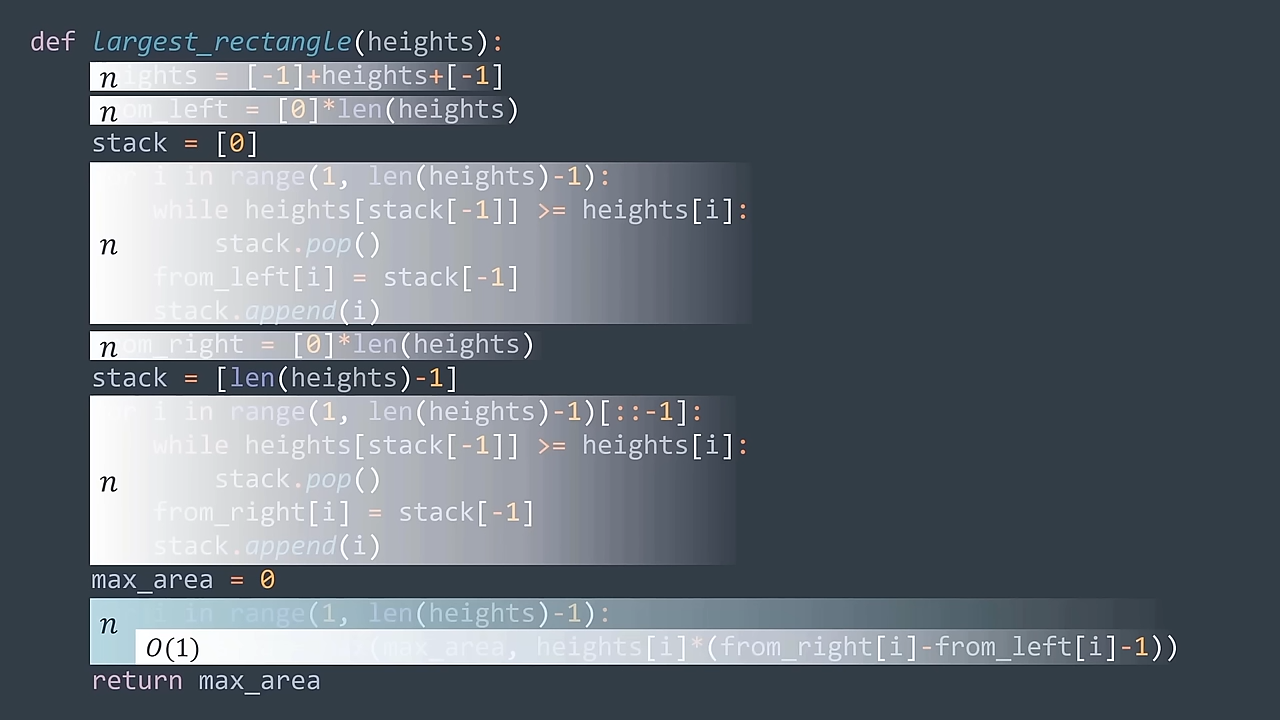 def largest_rectangle(heights):
n ights = [-1]+heights+[-1]
n om_left = [0]*len(heights)
stack = [0]
for i in range(1, len(heights)-1):
while heights[stack[-1]] >= heights[i]:
n stack.pop()
from_left[i] = stack[-1]
stack.append(i)
n om_right = [0]*len(heights)
stack = [len(heights)-1]
for i in range(1, len(heights)-1)[::-1]:
while heights[stack[-1]] >= heights[i]:
n stack.pop()
from_right[i] = stack[-1]
stack.append(i)
max_area = 0
n i in range(1, len(heights)-1):
O(1) (max_area, heights[i]*(from_right[i]-from_left[i]-1))
return max_area